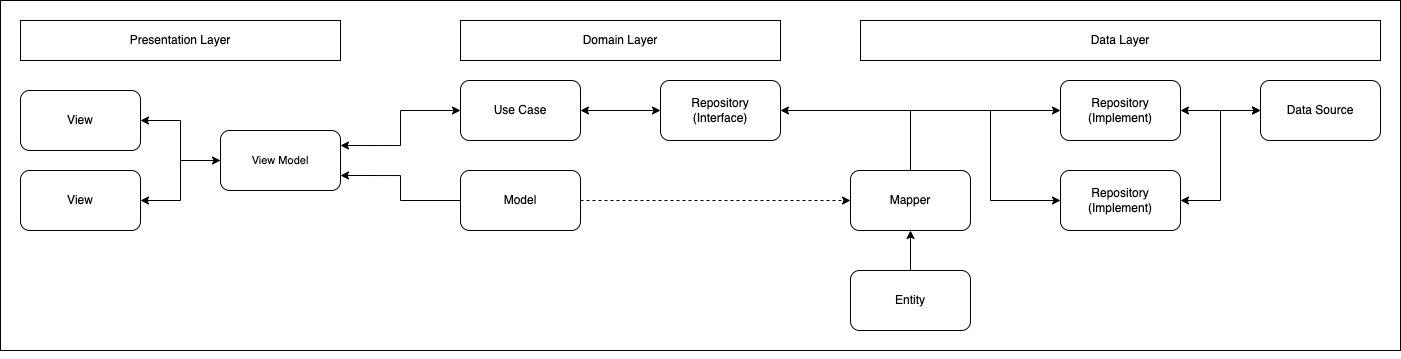 Presentation Layer
Domain Layer
Data Layer
View
View
View Model
Use Case
Repository
(Interface)
Model
Mapper
Entity
Repository
(Implement)
Repository
(Implement)
Data Source